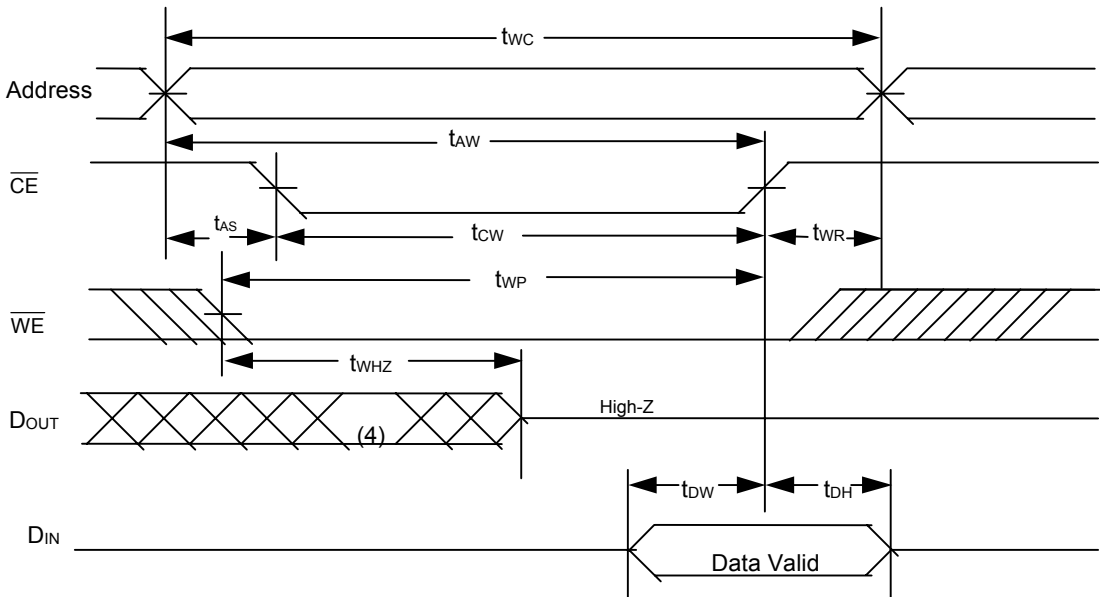 tWC
Address
tAW
CE
tAS
tCW
tWR
tWP
WE
tWHZ
High-Z
DOUT
(4)
tDW
tDH
DIN
Data Valid